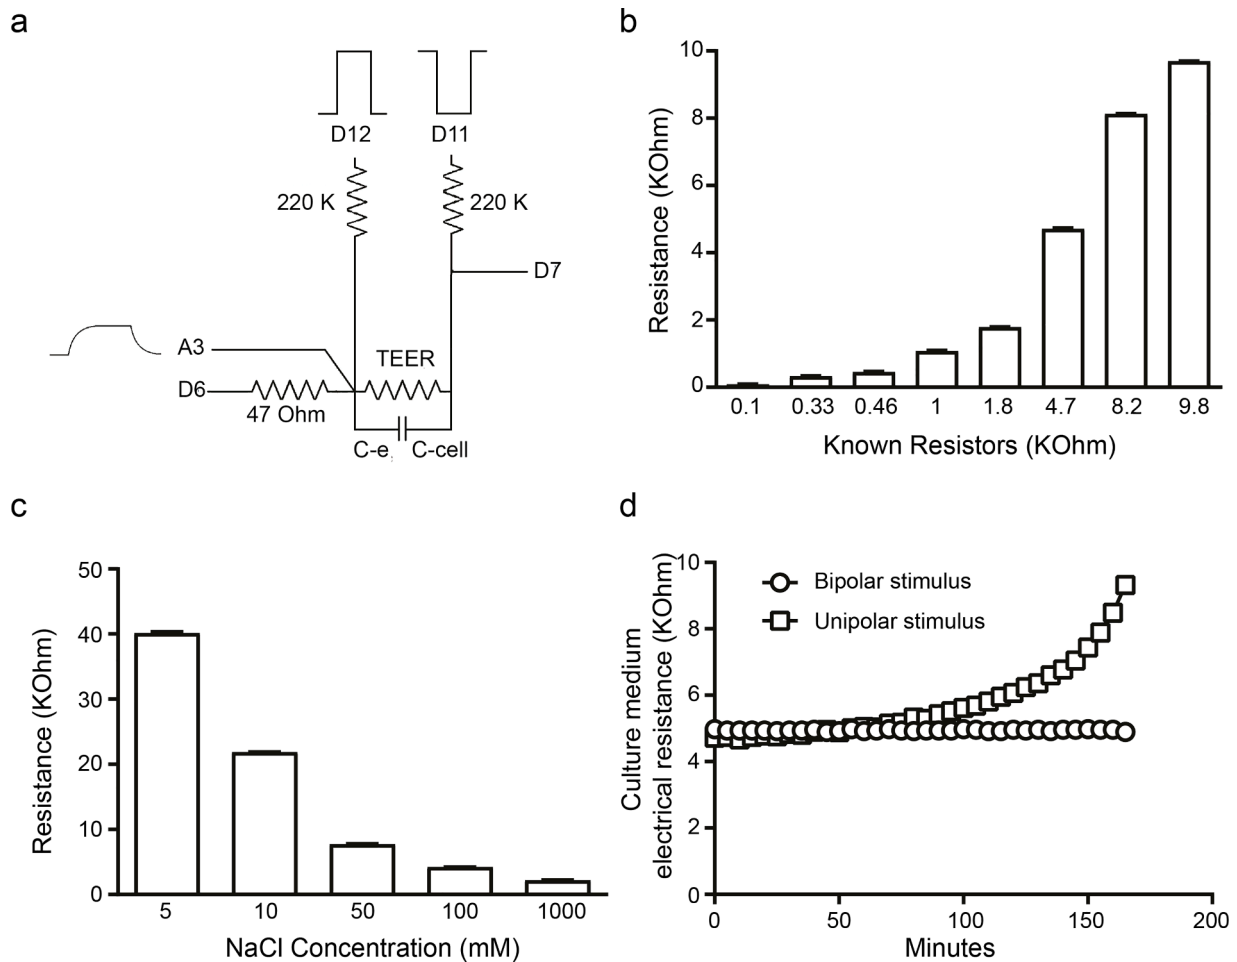 a
D12
D11
220 K
220 K
D7
A3
TEER
D6
47 Ohm
C-e
C-cell
b
Resistance (KOhm)
10
8
6
4
2
0
0.1 0.33 0.46 1 1.8 4.7 8.2 9.8
Known Resistors (KOhm)
c
Resistance (KOhm)
50
40
30
20
10
0
5 10 50 100 1000
NaCl Concentration (mM)
d
Culture medium
electrical resistance (KOhm)
10
8
6
4
2
0
Bipolar stimulus
Unipolar stimulus
0 50 100 150 200
Minutes